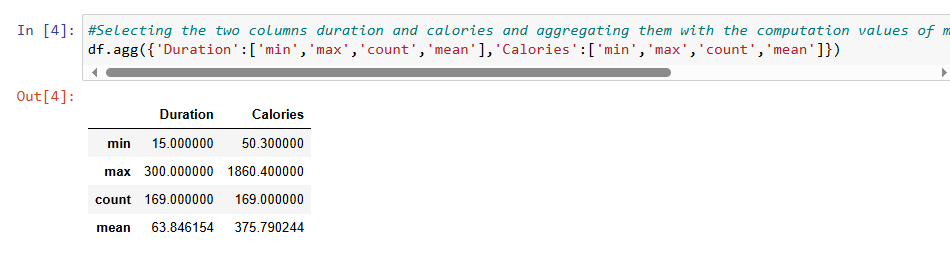 In [4]: #Selecting the two columns duration and calories and aggregating them with the computation values of
df.agg({'Duration':['min','max','count','mean'],'Calories':['min','max','count','mean']})
Out[4]:
Duration Calories
min 15.000000 50.300000
max 300.000000 1860.400000
count 169.000000 169.000000
mean 63.846154 375.790244